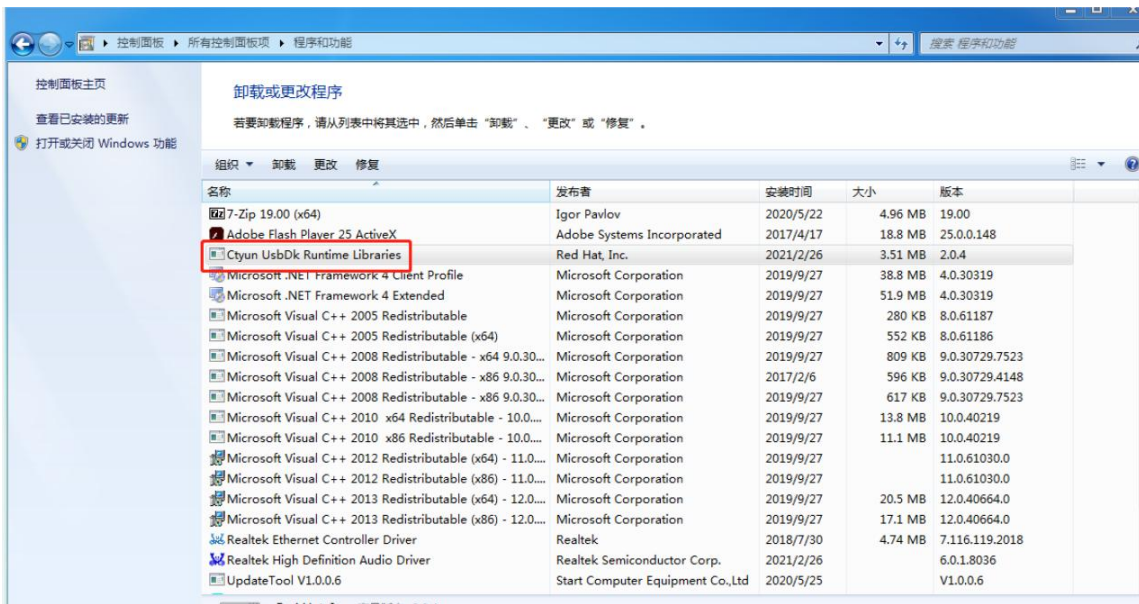 控制面板 ▸ 所有控制面板项 ▸ 程序和功能
搜索 程序和功能
控制面板主页
查看已安装的更新
打开或关闭 Windows 功能
卸载或更改程序
若要卸载程序，请从列表中将其选中，然后单击“卸载”、“更改”或“修复”。
组织 卸载 更改 修复
名称 发布者 安装时间 大小 版本
7-Zip 19.00 (x64) Igor Pavlov 2020/5/22 4.96 MB 19.00
Adobe Flash Player 25 ActiveX Adobe Systems Incorporated 2017/4/17 18.8 MB 25.0.0.148
Ctyun UsbDk Runtime Libraries Red Hat, Inc. 2021/2/26 3.51 MB 2.0.4
Microsoft .NET Framework 4 Client Profile Microsoft Corporation 2019/9/27 38.8 MB 4.0.30319
Microsoft .NET Framework 4 Extended Microsoft Corporation 2019/9/27 51.9 MB 4.0.30319
Microsoft Visual C++ 2005 Redistributable Microsoft Corporation 2019/9/27 280 KB 8.0.61187
Microsoft Visual C++ 2005 Redistributable (x64) Microsoft Corporation 2019/9/27 552 KB 8.0.61186
Microsoft Visual C++ 2008 Redistributable - x64 9.0.30... Microsoft Corporation 2019/9/27 809 KB 9.0.30729.7523
Microsoft Visual C++ 2008 Redistributable - x86 9.0.30... Microsoft Corporation 2017/2/6 596 KB 9.0.30729.4148
Microsoft Visual C++ 2008 Redistributable - x86 9.0.30... Microsoft Corporation 2019/9/27 617 KB 9.0.30729.7523
Microsoft Visual C++ 2010 x64 Redistributable - 10.0.... Microsoft Corporation 2019/9/27 13.8 MB 10.0.40219
Microsoft Visual C++ 2010 x86 Redistributable - 10.0.... Microsoft Corporation 2019/9/27 11.1 MB 10.0.40219
Microsoft Visual C++ 2012 Redistributable (x64) - 11.0.... Microsoft Corporation 2019/9/27 11.0.61030.0
Microsoft Visual C++ 2012 Redistributable (x86) - 11.0.... Microsoft Corporation 2019/9/27 11.0.61030.0
Microsoft Visual C++ 2013 Redistributable (x64) - 12.0.... Microsoft Corporation 2019/9/27 20.5 MB 12.0.40664.0
Microsoft Visual C++ 2013 Redistributable (x86) - 12.0.... Microsoft Corporation 2019/9/27 17.1 MB 12.0.40664.0
Realtek Ethernet Controller Driver Realtek 2018/7/30 4.74 MB 7.116.119.2018
Realtek High Definition Audio Driver Realtek Semiconductor Corp. 2021/2/26 6.0.1.8036
UpdateTool V1.0.0.6 Start Computer Equipment Co.,Ltd 2020/5/25 V1.0.0.6